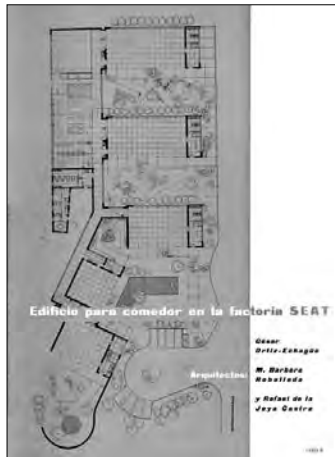 Edificio para comedor en la factoría SEAT
César
Ortiz-Echagüe
Arquitectos: M. Barbero
Rebolledo
y Rafael de la
Joya Castro